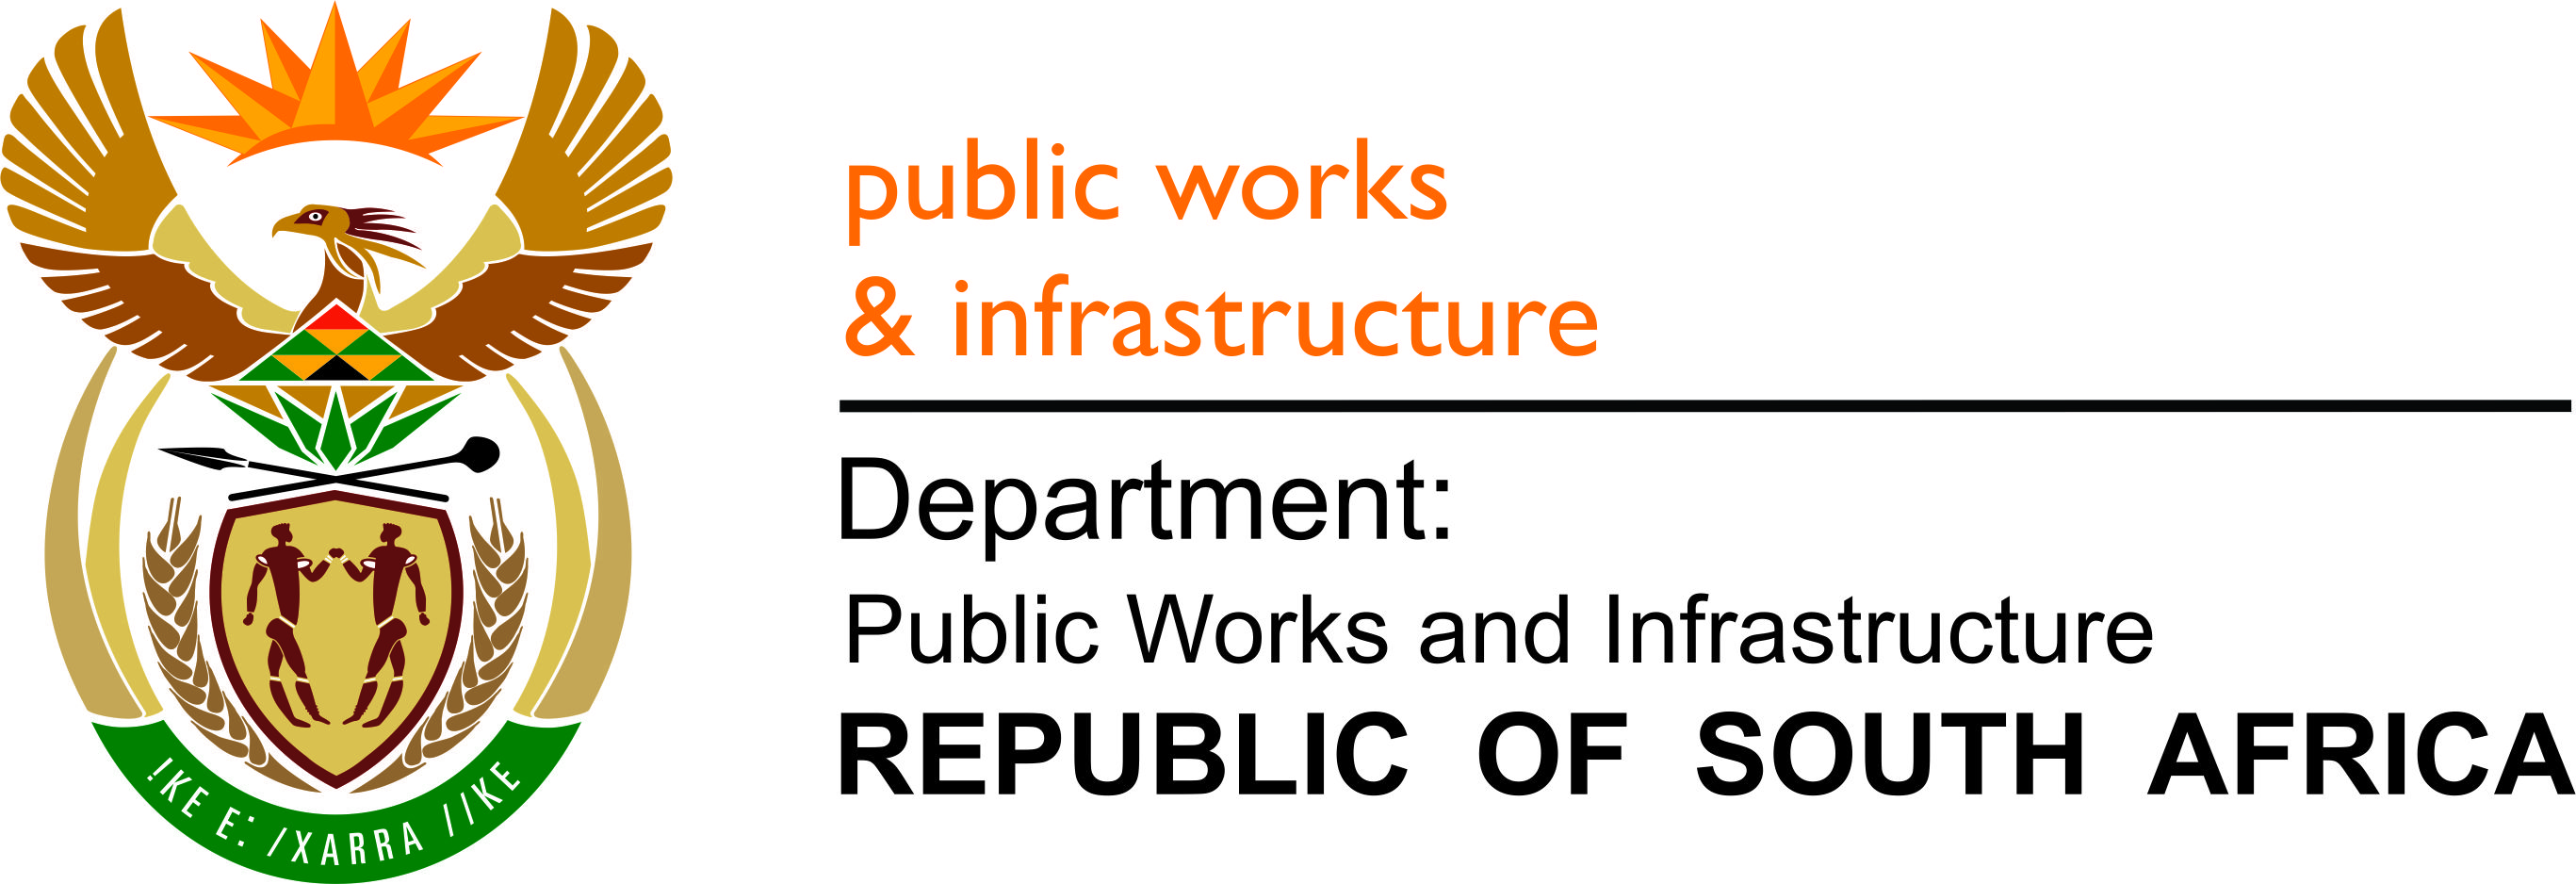 public works
& infrastructure
Department:
Public Works and Infrastructure
REPUBLIC OF SOUTH AFRICA
!KE E: /XARRA //KE